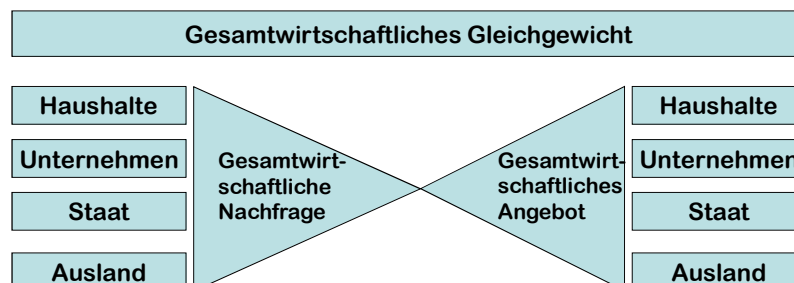 Gesamtwirtschaftliches Gleichgewicht
Haushalte
Unternehmen
Staat
Ausland
Gesamtwirt-
schaftliche
Nachfrage
Gesamtwirt-
schaftliches
Angebot
Haushalte
Unternehmen
Staat
Ausland